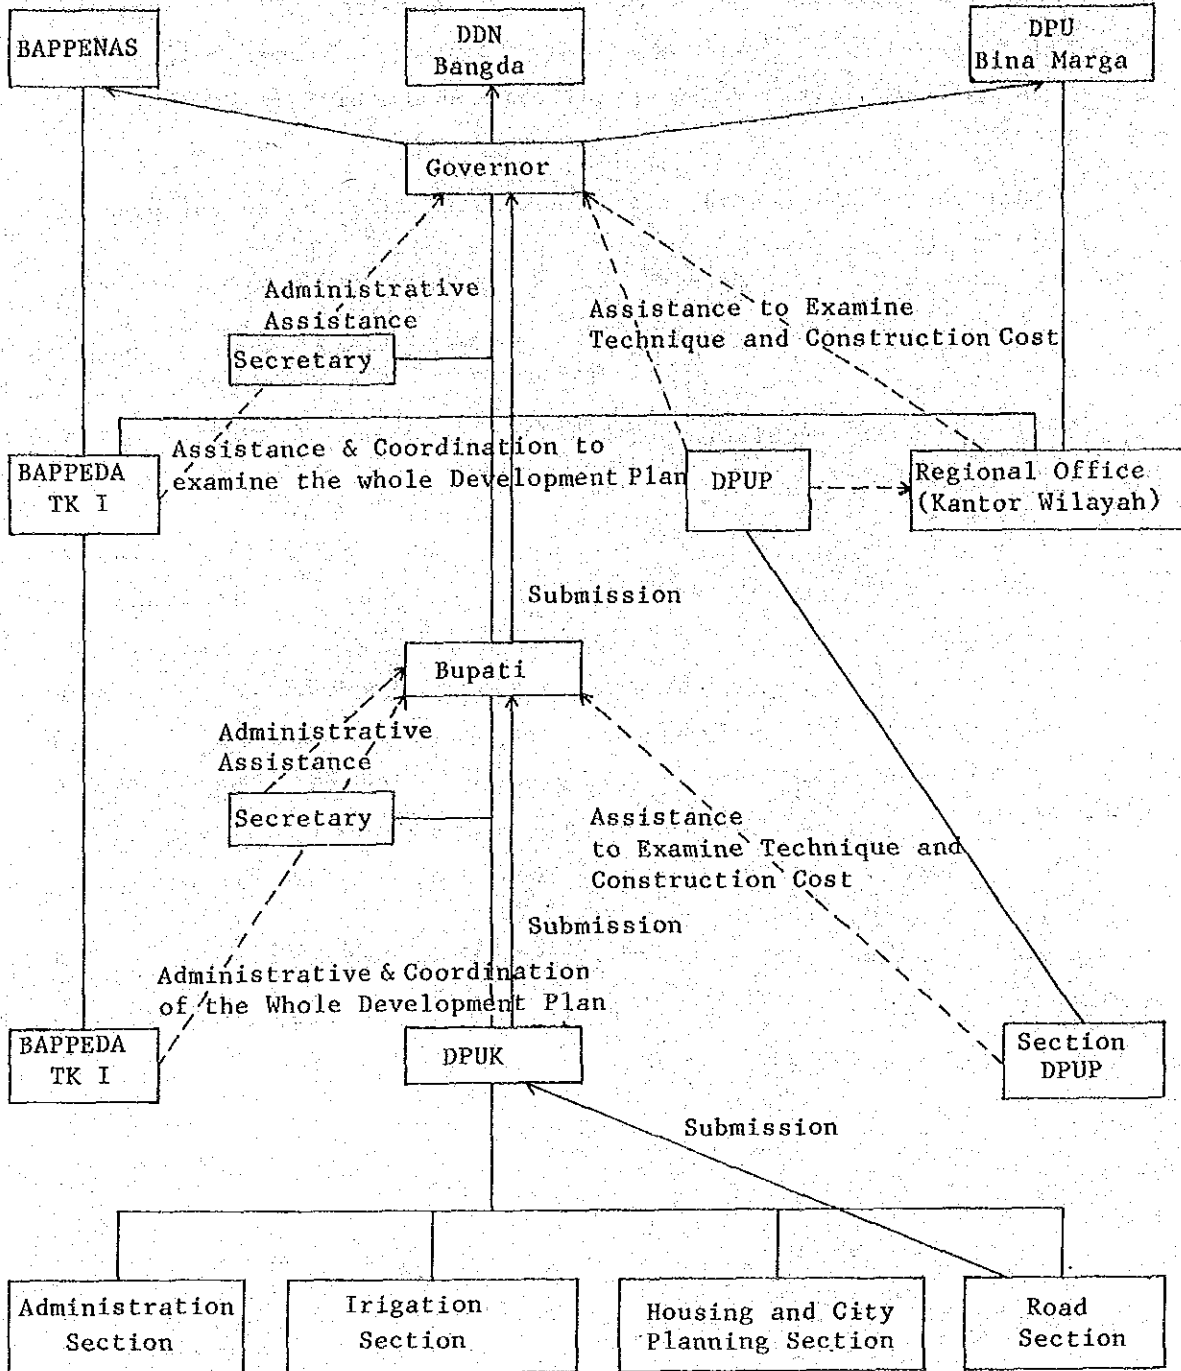 BAPPENAS
DDN
Bangda
DPU
Bina Marga
Governor
Administrative
Assistance
Assistance to Examine
Technique and Construction Cost
Secretary
Assistance & Coordination to
examine the whole Development Plan
BAPPEDA
TK I
DPUP
Regional Office
(Kantor Wilayah)
Submission
Bupati
Administrative
Assistance
Secretary
Assistance
to Examine Technique and
Construction Cost
Submission
Administrative & Coordination
of the Whole Development Plan
BAPPEDA
TK I
DPUK
Section
DPUP
Submission
Administration
Section
Irigation
Section
Housing and City
Planning Section
Road
Section